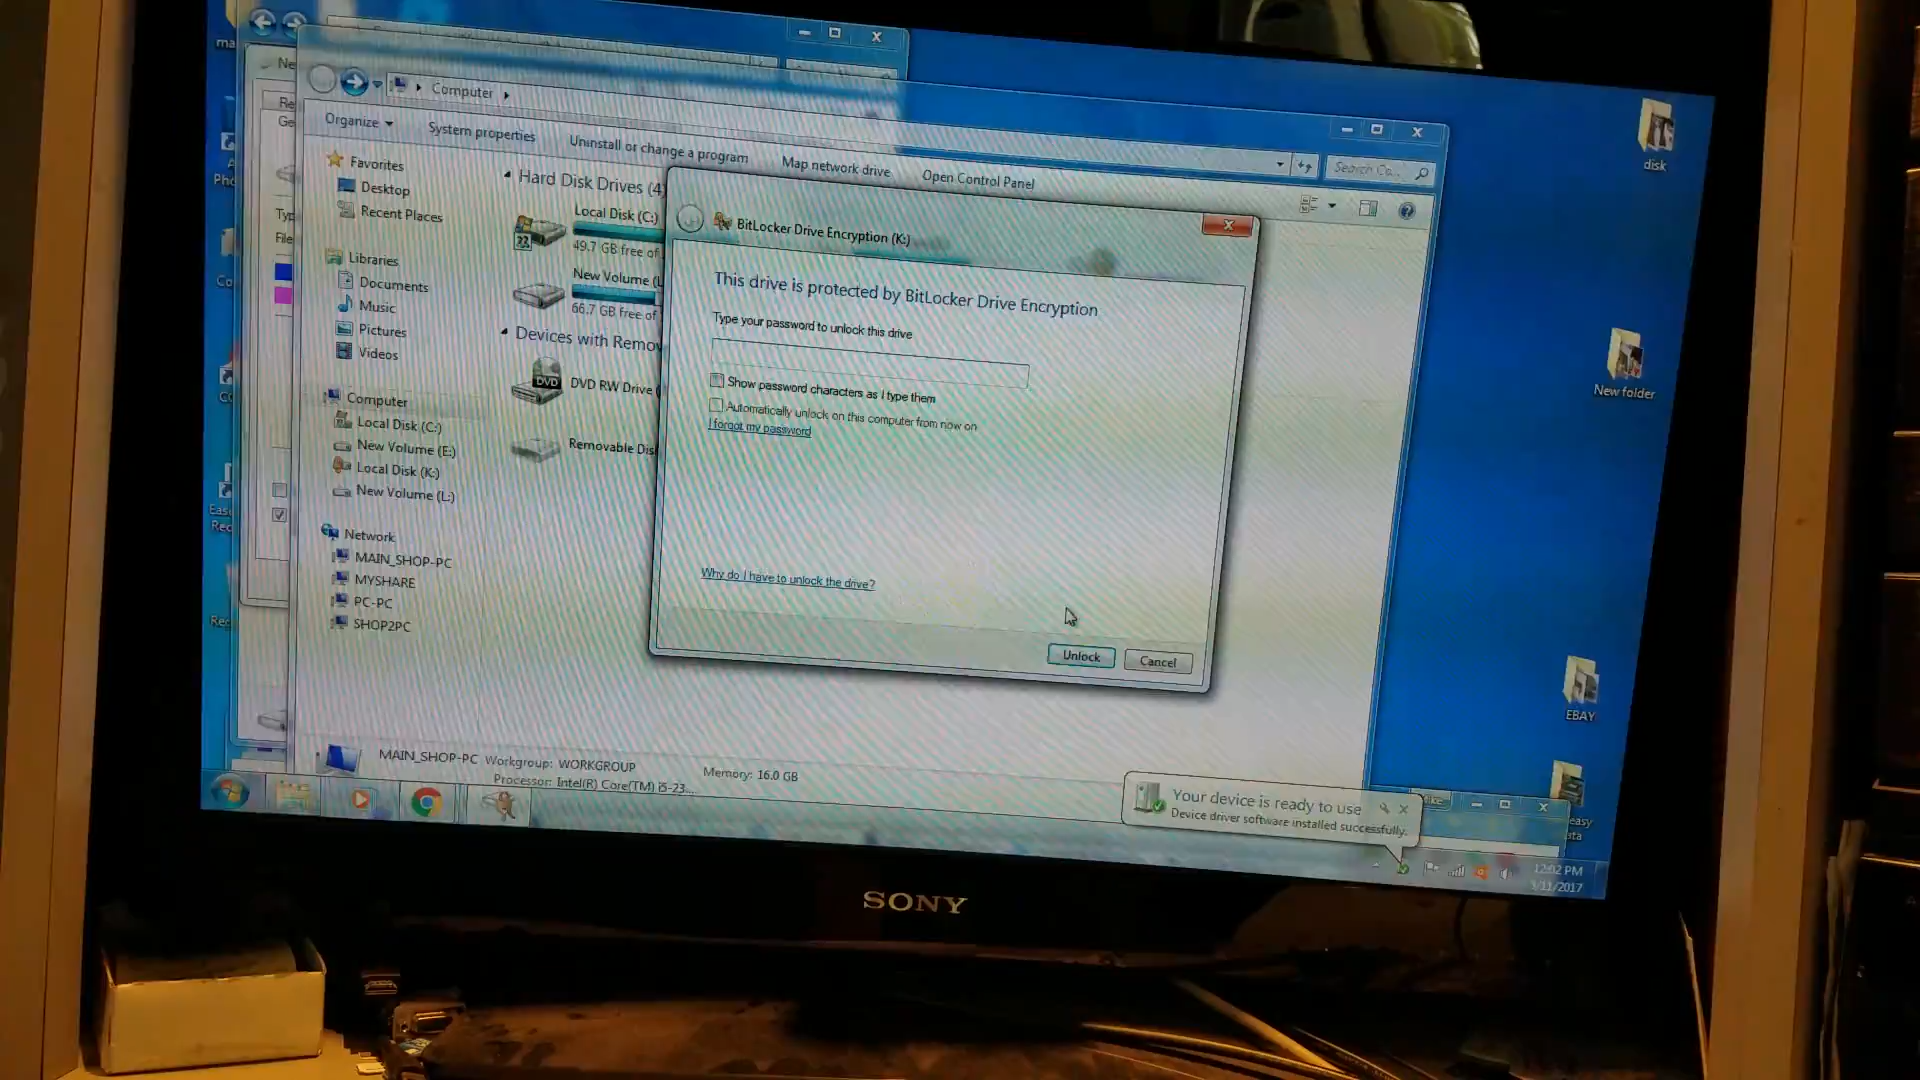 Computer
Organize
System properties
Uninstall or change a program
Map network drive
Open Control Panel
Favorites
Desktop
Recent Places
Libraries
Documents
Music
Pictures
Videos
Computer
Local Disk (C:)
New Volume (E:)
Local Disk (K:)
New Volume (L:)
Network
MAIN_SHOP-PC
MYSHARE
PC-PC
SHOP2PC
Hard Disk Drives (4)
Local Disk (C:)
49.7 GB free of
New Volume (
66.7 GB free of
Devices with Remov
DVD RW Drive (
Removable Dis
BitLocker Drive Encryption (K:)
This drive is protected by BitLocker Drive Encryption
Type your password to unlock this drive
Show password characters as I type them
Automatically unlock on this computer from now on
I forgot my password
Why do I have to unlock the drive?
Unlock
Cancel
MAIN_SHOP-PC Workgroup: WORKGROUP
Memory: 16.0 GB
Processor: Intel(R) Core(TM) i5-23...
Your device is ready to use
Device driver software installed successfully.
12:02 PM
disk
New folder
EBAY
easy
SONY